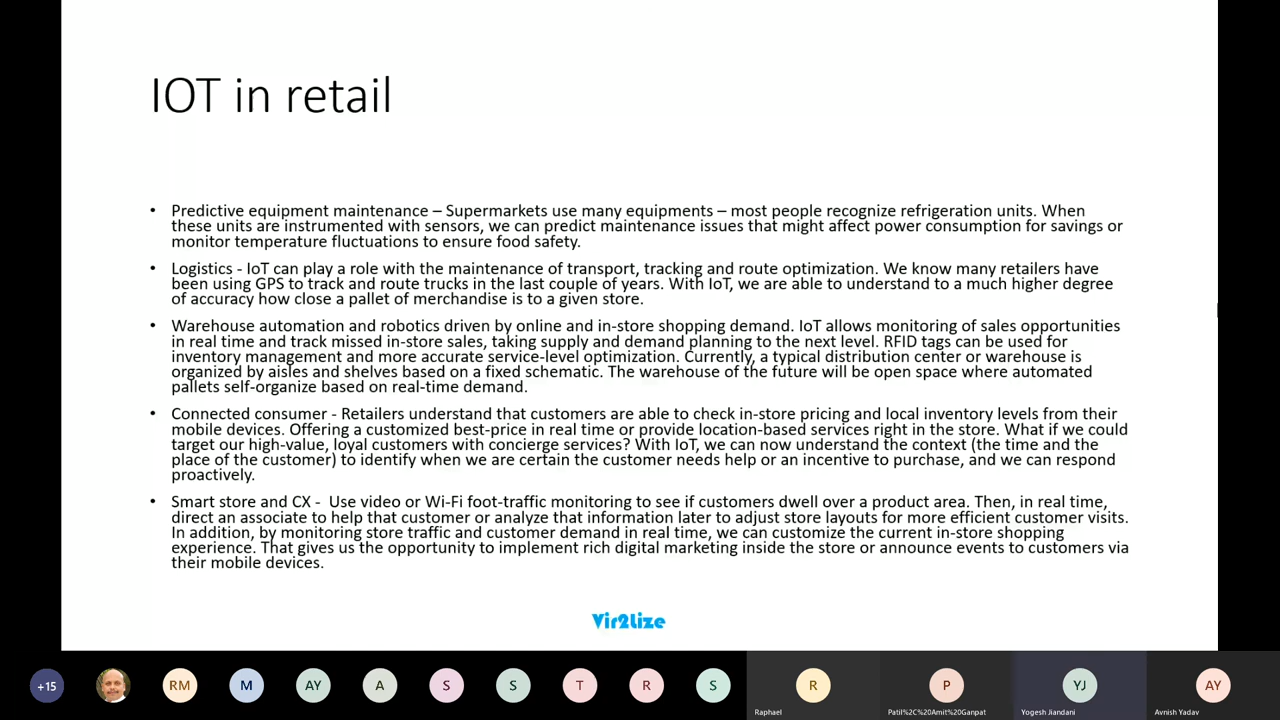 IOT in retail
• Predictive equipment maintenance – Supermarkets use many equipments – most people recognize refrigeration units. When
these units are instrumented with sensors, we can predict maintenance issues that might affect power consumption for savings or
monitor temperature fluctuations to ensure food safety.
• Logistics - IoT can play a role with the maintenance of transport, tracking and route optimization. We know many retailers have
been using GPS to track and route trucks in the last couple of years. With IoT, we are able to understand to a much higher degree
of accuracy how close a pallet of merchandise is to a given store.
• Warehouse automation and robotics driven by online and in-store shopping demand. IoT allows monitoring of sales opportunities
in real time and track missed in-store sales, taking supply and demand planning to the next level. RFID tags can be used for
inventory management and more accurate service-level optimization. Currently, a typical distribution center or warehouse is
organized by aisles and shelves based on a fixed schematic. The warehouse of the future will be open space where automated
pallets self-organize based on real-time demand.
• Connected consumer - Retailers understand that customers are able to check in-store pricing and local inventory levels from their
mobile devices. Offering a customized best-price in real time or provide location-based services right in the store. What if we could
target our high-value, loyal customers with concierge services? With IoT, we can now understand the context (the time and the
place of the customer) to identify when we are certain the customer needs help or an incentive to purchase, and we can respond
proactively.
• Smart store and CX -  Use video or Wi-Fi foot-traffic monitoring to see if customers dwell over a product area. Then, in real time,
direct an associate to help that customer or analyze that information later to adjust store layouts for more efficient customer visits.
In addition, by monitoring store traffic and customer demand in real time, we can customize the current in-store shopping
experience. That gives us the opportunity to implement rich digital marketing inside the store or announce events to customers via
their mobile devices.
Vir2Lize
+15 RM M AY A S S T R S R P YJ AY
Raphael Patil%2C%20Amit%20Ganpat Yogesh Jiandani Avnish Yadav